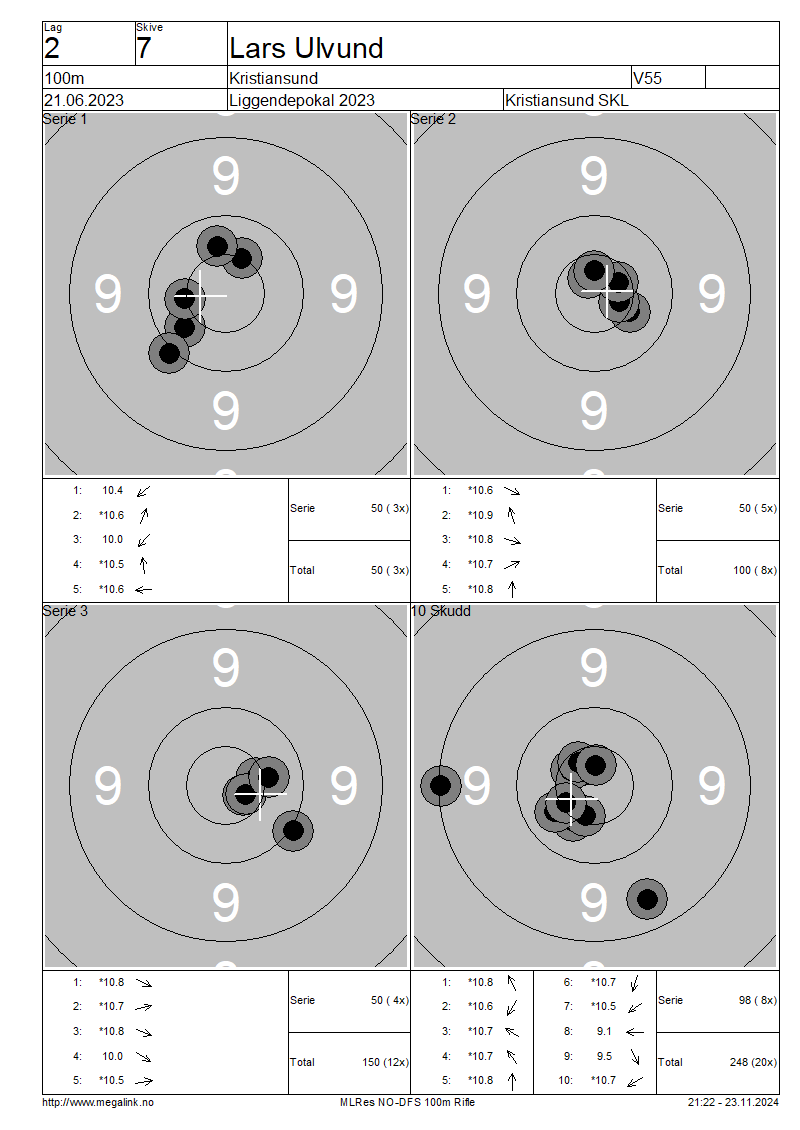 Lag Skive
2 7 Lars Ulvund
100m Kristiansund V55
21.06.2023 Liggendepokal 2023 Kristiansund SKL
Serie 1 Serie 2
9 9
9 9 9 9
9 9
1: 10.4
2: *10.6
3: 10.0
4: *10.5
5: *10.6
Serie 50 ( 3x)
Total 50 ( 3x)
1: *10.6
2: *10.9
3: *10.8
4: *10.7
5: *10.8
Serie 50 ( 5x)
Total 100 ( 8x)
Serie 3 10 Skudd
9 9
9 9 9 9
9 9
1: *10.8
2: *10.7
3: *10.8
4: 10.0
5: *10.5
Serie 50 ( 4x)
Total 150 (12x)
1: *10.8
2: *10.6
3: *10.7
4: *10.7
5: *10.8
6: *10.7
7: *10.5
8: 9.1
9: 9.5
10: *10.7
Serie 98 ( 8x)
Total 248 (20x)
http://www.megalink.no MLRes NO-DFS 100m Rifle 21:22 - 23.11.2024